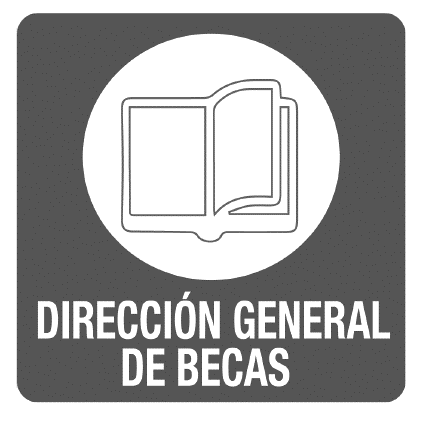 DIRECCIÓN GENERAL
DE BECAS